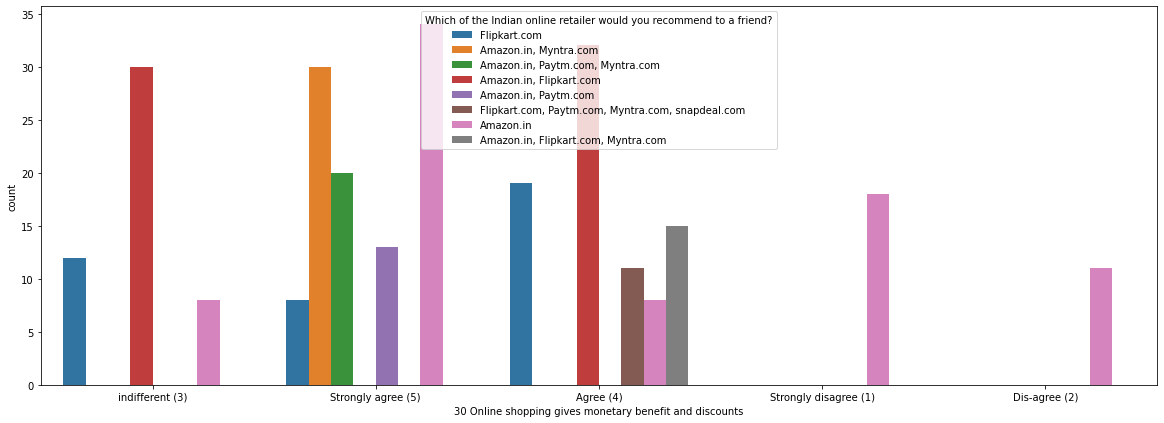 Which of the Indian online retailer would you recommend to a friend?
Flipkart.com
Amazon.in, Myntra.com
Amazon.in, Paytm.com, Myntra.com
Amazon.in, Flipkart.com
Amazon.in, Paytm.com
Flipkart.com, Paytm.com, Myntra.com, snapdeal.com
Amazon.in
Amazon.in, Flipkart.com, Myntra.com
35
30
25
20
15
10
5
0
count
indifferent (3)
Strongly agree (5)
Agree (4)
Strongly disagree (1)
Dis-agree (2)
30 Online shopping gives monetary benefit and discounts